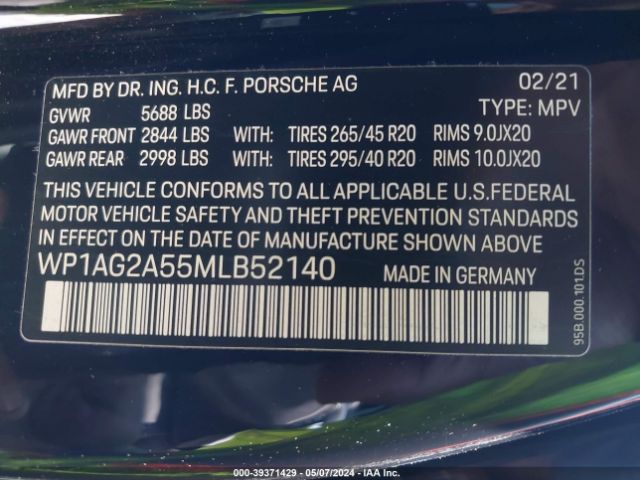 MFD BY DR. ING. H.C. F. PORSCHE AG 02/21
GVWR 5688 LBS TYPE: MPV
GAWR FRONT 2844 LBS WITH: TIRES 265/45 R20 RIMS 9.0JX20
GAWR REAR 2998 LBS WITH: TIRES 295/40 R20 RIMS 10.0JX20
THIS VEHICLE CONFORMS TO ALL APPLICABLE U.S.FEDERAL
MOTOR VEHICLE SAFETY AND THEFT PREVENTION STANDARDS
IN EFFECT ON THE DATE OF MANUFACTURE SHOWN ABOVE
WP1AG2A55MLB52140 MADE IN GERMANY
95B.000.101.DS
000-39371429 - 05/07/2024 - IAA Inc.